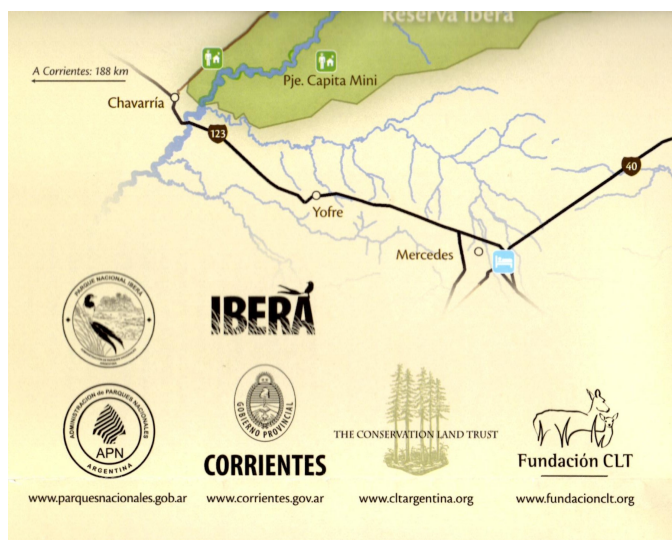 Reserva Iberá
A Corrientes: 188 km
Pje. Capita Mini
Chavarría
123
40
Yofre
Mercedes
PARQUE NACIONAL IBERÁ
IBERÁ
ADMINISTRACIÓN de PARQUES NACIONALES
APN
ARGENTINA
GOBIERNO PROVINCIAL
CORRIENTES
THE CONSERVATION LAND TRUST
Fundación CLT
www.parquesnacionales.gob.ar
www.corrientes.gov.ar
www.cltargentina.org
www.fundacionclt.org